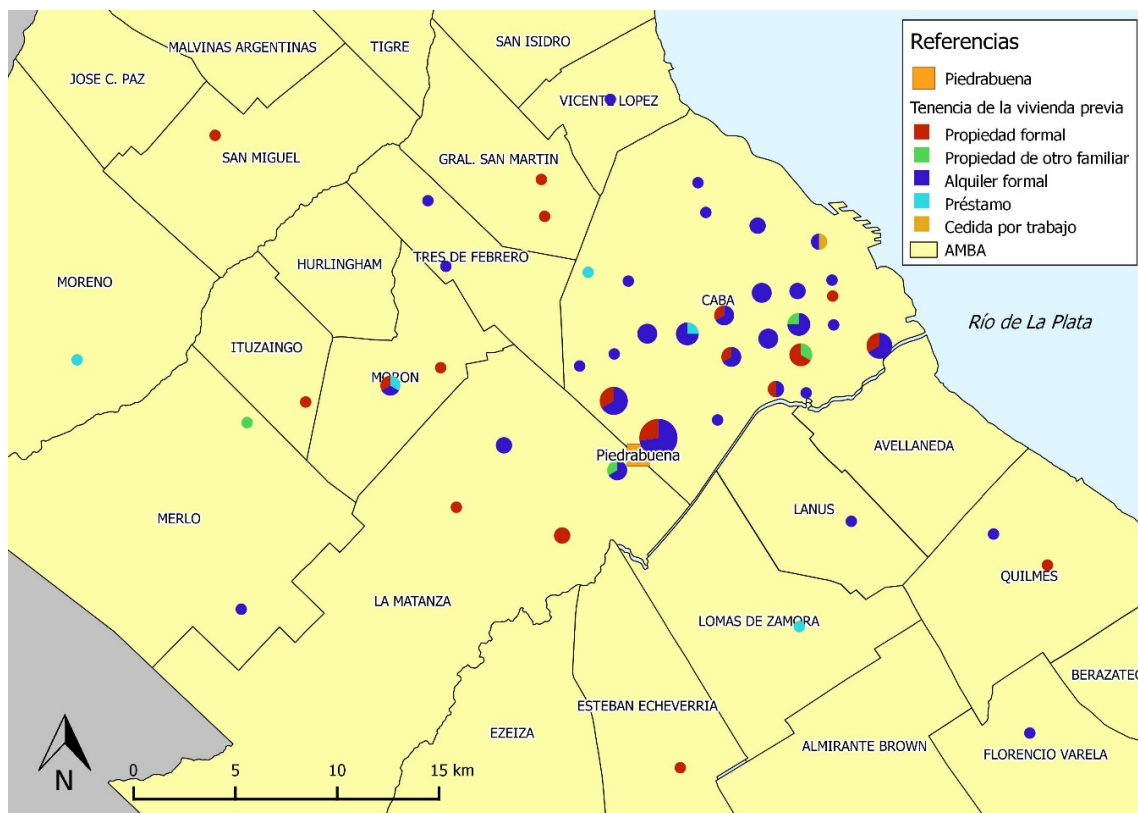 MALVINAS ARGENTINAS
TIGRE
SAN ISIDRO
JOSE C. PAZ
VICENTE LOPEZ
SAN MIGUEL
GRAL. SAN MARTIN
MORENO
HURLINGHAM
TRES DE FEBRERO
CABA
ITUZAINGO
MORON
Piedrabuena
AVELLANEDA
MERLO
LANUS
QUILMES
LA MATANZA
LOMAS DE ZAMORA
BERAZATEG
ESTEBAN ECHEVERRIA
EZEIZA
ALMIRANTE BROWN
FLORENCIO VARELA
Río de La Plata
Referencias
Piedrabuena
Tenencia de la vivienda previa
Propiedad formal
Propiedad de otro familiar
Alquiler formal
Préstamo
Cedida por trabajo
AMBA
N
0 5 10 15 km